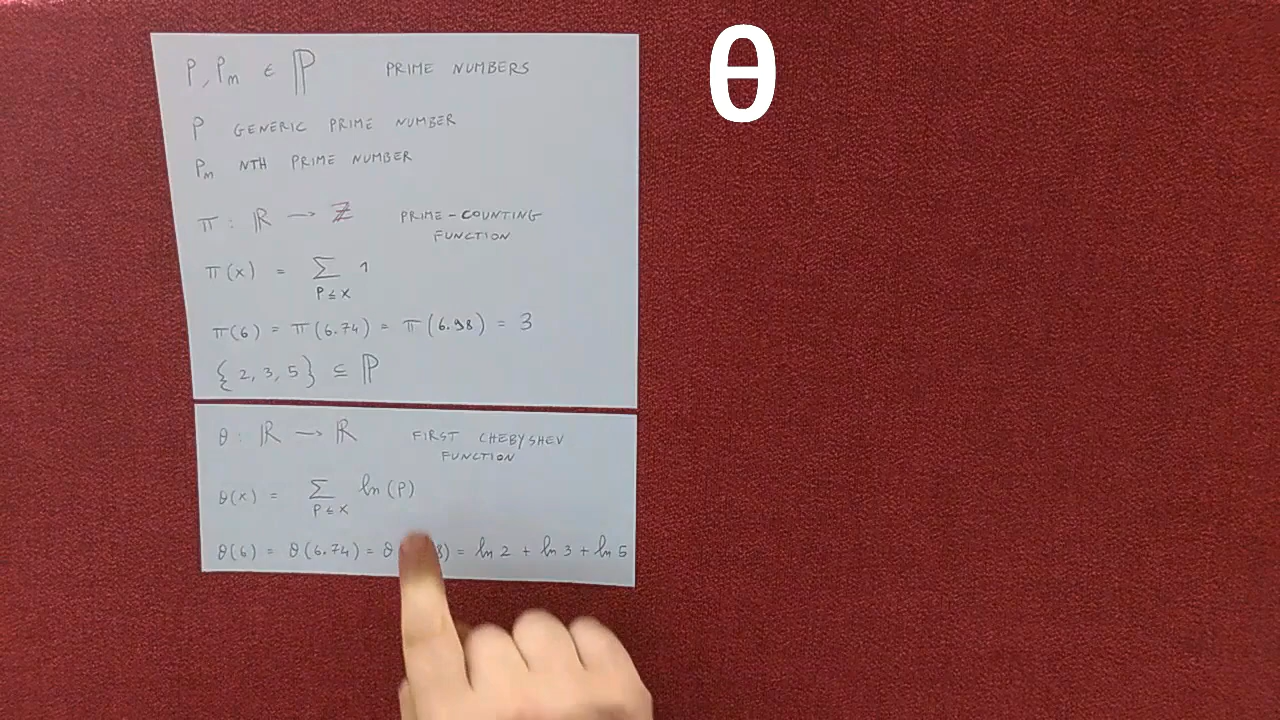 θ
P, Pₘ ϵ ℙ PRIME NUMBERS
P GENERIC PRIME NUMBER
Pₘ NTH PRIME NUMBER
π : ℝ → ℤ PRIME-COUNTING
FUNCTION
π(x) = ∑ 1
P ≤ X
π(6) = π(6.74) = π(6.98) = 3
{2, 3, 5} ⊆ ℙ
θ : ℝ → ℝ FIRST CHEBYSHEV
FUNCTION
θ(x) = ∑ ln(P)
P ≤ X
θ(6) = θ(6.74) = θ 8) = ln 2 + ln 3 + ln 5